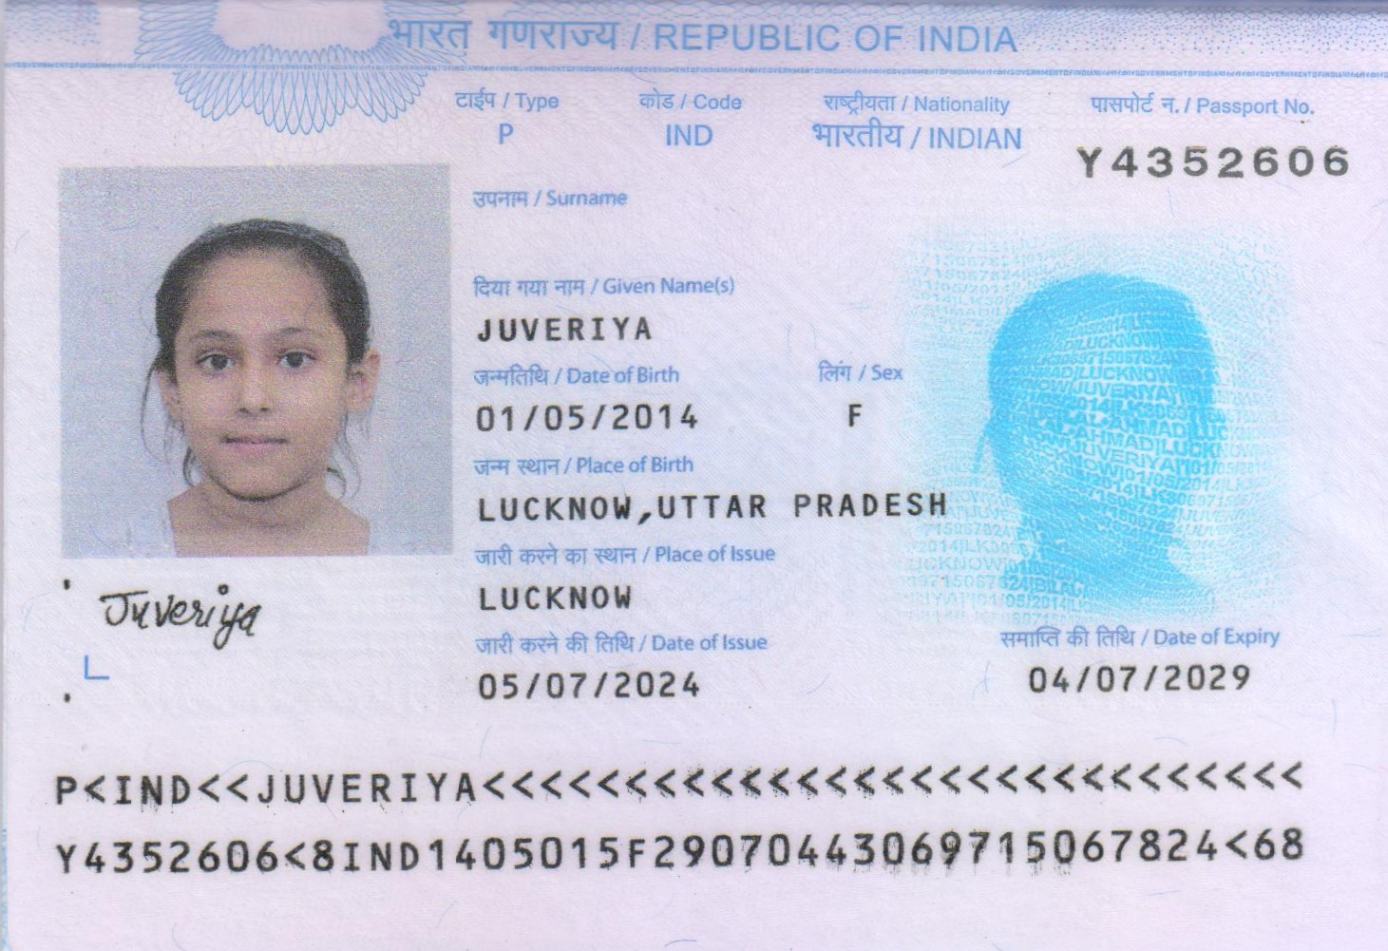 भारत गणराज्य / REPUBLIC OF INDIA
टाईप / Type कोड / Code राष्ट्रीयता / Nationality पासपोर्ट न. / Passport No.
P IND भारतीय / INDIAN Y4352606
उपनाम / Surname
दिया गया नाम / Given Name(s)
JUVERIYA
जन्मतिथि / Date of Birth लिंग / Sex
01/05/2014 F
जन्म स्थान / Place of Birth
LUCKNOW,UTTAR PRADESH
जारी करने का स्थान / Place of Issue
LUCKNOW
Juveriya
जारी करने की तिथि / Date of Issue समाप्ति की तिथि / Date of Expiry
05/07/2024 04/07/2029
P<IND<<JUVERIYA<<<<<<<<<<<<<<<<<<<<<<<<<<<<<
Y4352606<8IND1405015F29070443069715067824<68